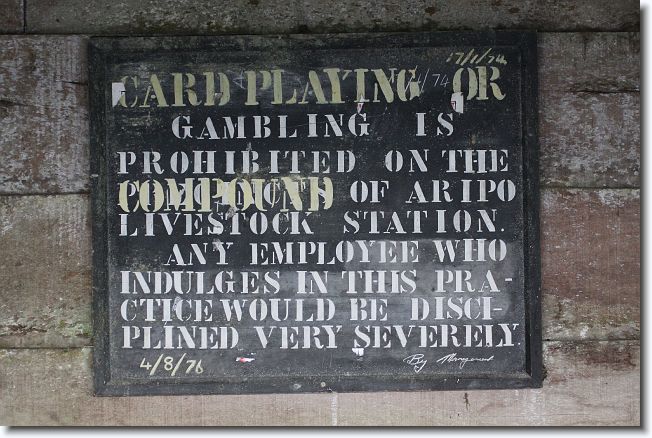 17/1/74
CARD PLAYING OR
GAMBLING IS
PROHIBITED ON THE
COMPOUND OF ARIPO
LIVESTOCK STATION.
ANY EMPLOYEE WHO
INDULGES IN THIS PRA-
CTICE WOULD BE DISCI-
PLINED VERY SEVERELY.
4/8/76 By Management